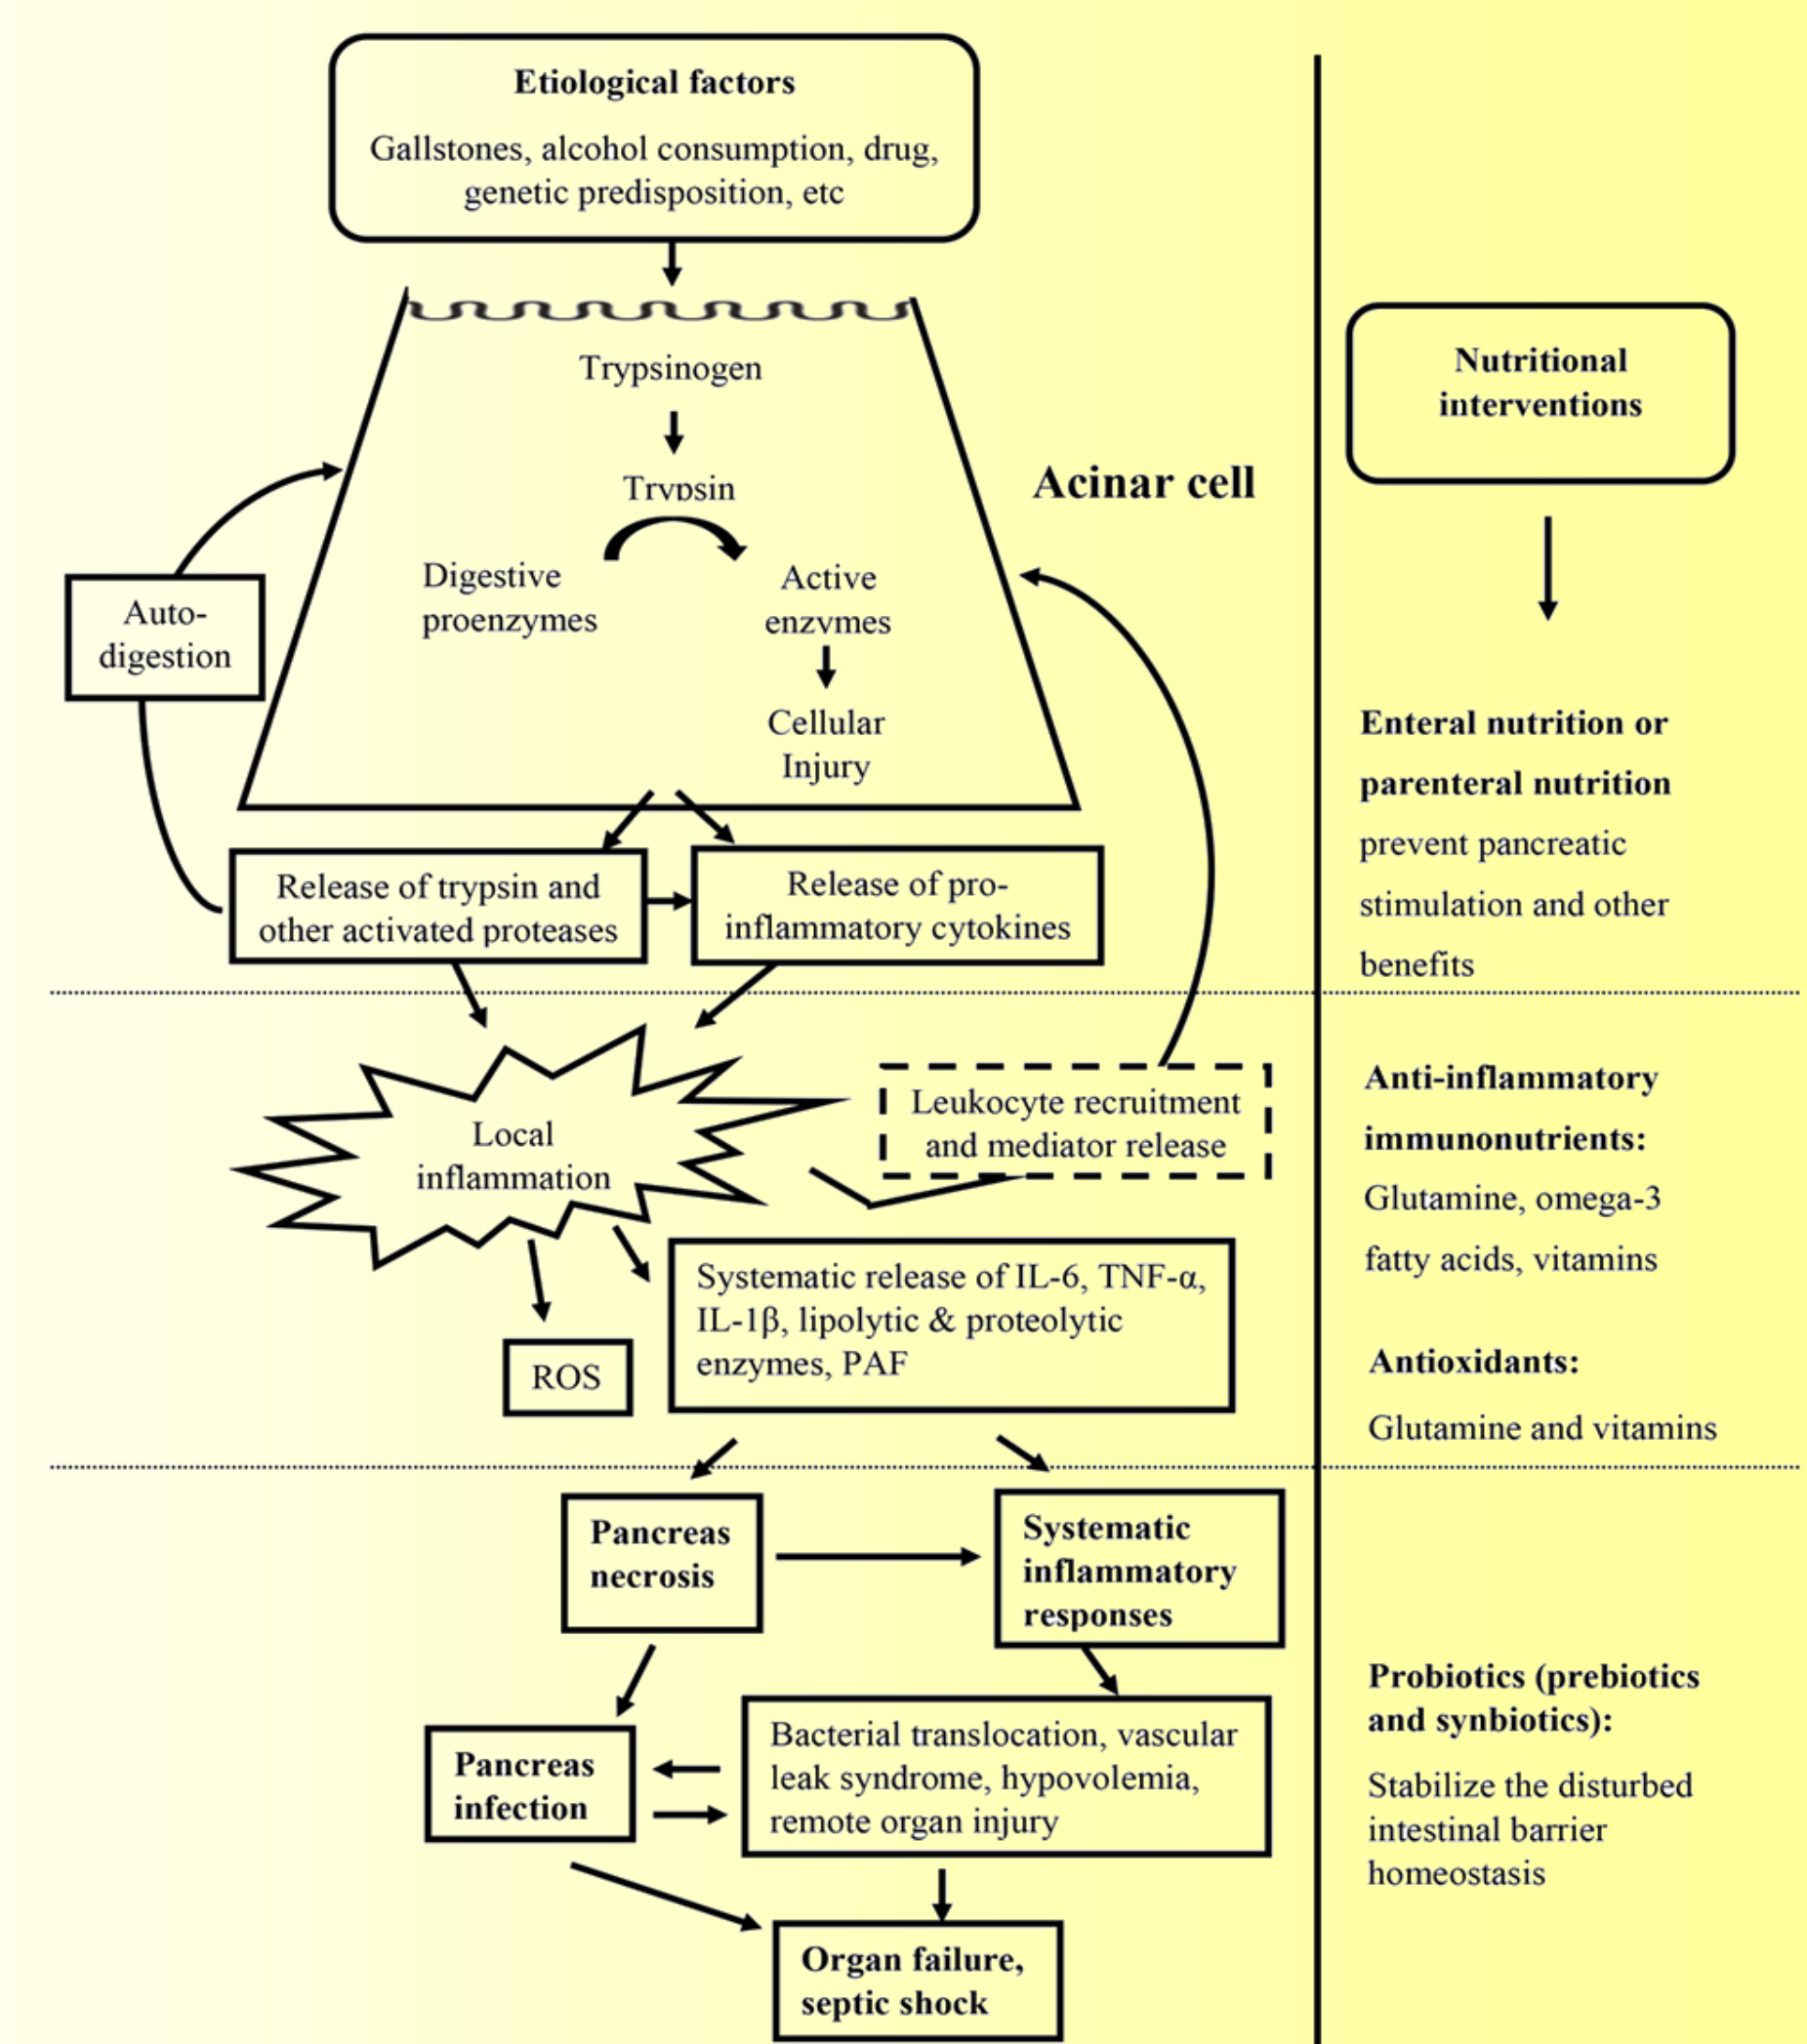 Etiological factors
Gallstones, alcohol consumption, drug,
genetic predisposition, etc
Trypsinogen
Trypsin
Digestive
proenzymes
Active
enzymes
Cellular
Injury
Acinar cell
Auto-
digestion
Release of trypsin and
other activated proteases
Release of pro-
inflammatory cytokines
Local
inflammation
Leukocyte recruitment
and mediator release
ROS
Systematic release of IL-6, TNF-α,
IL-1β, lipolytic & proteolytic
enzymes, PAF
Pancreas
necrosis
Systematic
inflammatory
responses
Pancreas
infection
Bacterial translocation, vascular
leak syndrome, hypovolemia,
remote organ injury
Organ failure,
septic shock
Nutritional
interventions
Enteral nutrition or
parenteral nutrition
prevent pancreatic
stimulation and other
benefits
Anti-inflammatory
immunonutrients:
Glutamine, omega-3
fatty acids, vitamins
Antioxidants:
Glutamine and vitamins
Probiotics (prebiotics
and synbiotics):
Stabilize the disturbed
intestinal barrier
homeostasis